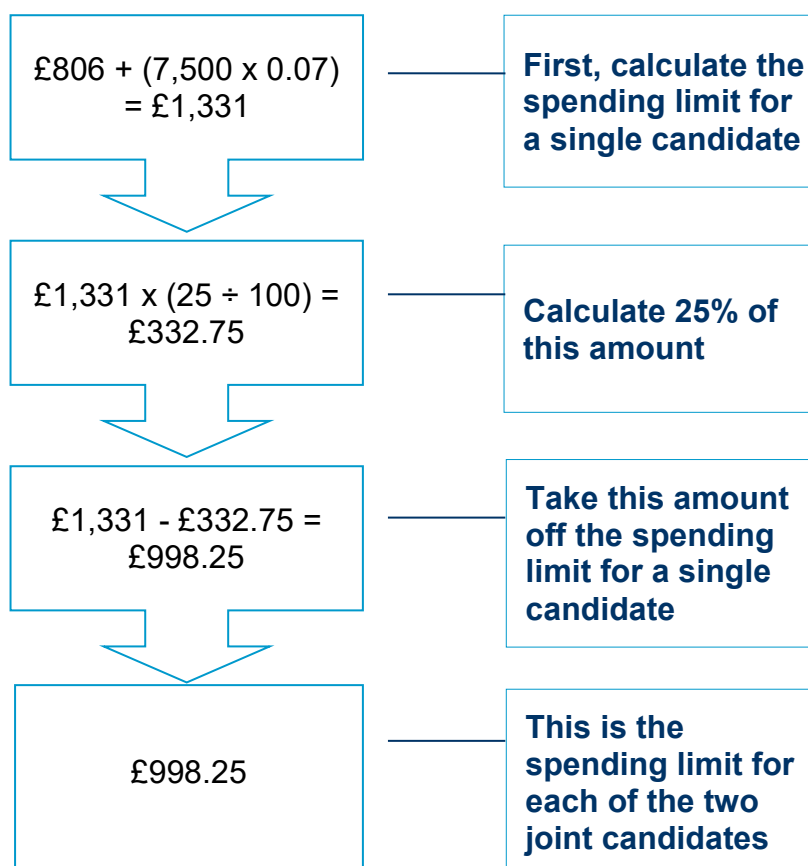 £806 + (7,500 x 0.07)
= £1,331
First, calculate the
spending limit for
a single candidate
£1,331 x (25 ÷ 100) =
£332.75
Calculate 25% of
this amount
£1,331 - £332.75 =
£998.25
Take this amount
off the spending
limit for a single
candidate
£998.25
This is the
spending limit for
each of the two
joint candidates